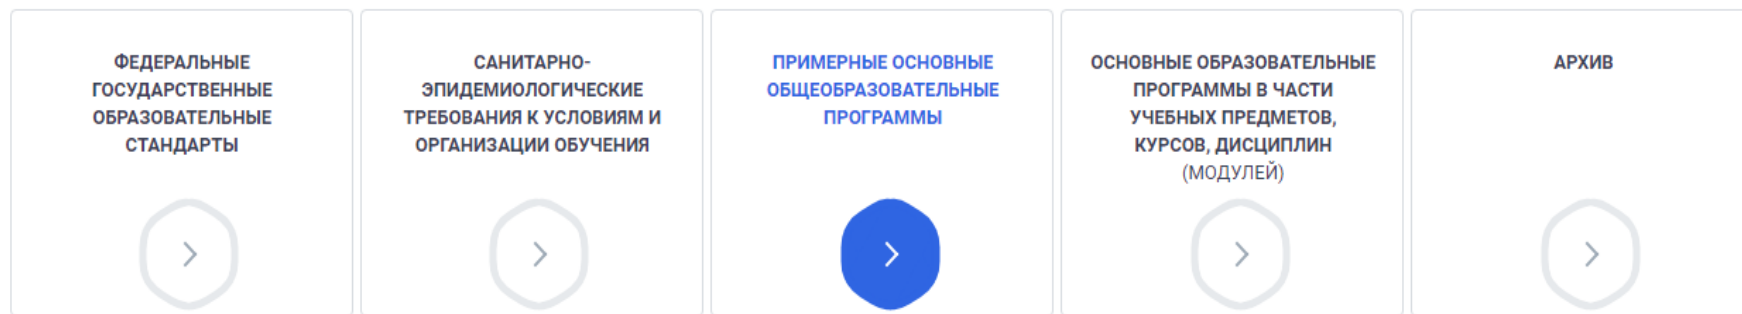 ФЕДЕРАЛЬНЫЕ
ГОСУДАРСТВЕННЫЕ
ОБРАЗОВАТЕЛЬНЫЕ
СТАНДАРТЫ
САНИТАРНО-
ЭПИДЕМИОЛОГИЧЕСКИЕ
ТРЕБОВАНИЯ К УСЛОВИЯМ И
ОРГАНИЗАЦИИ ОБУЧЕНИЯ
ПРИМЕРНЫЕ ОСНОВНЫЕ
ОБЩЕОБРАЗОВАТЕЛЬНЫЕ
ПРОГРАММЫ
ОСНОВНЫЕ ОБРАЗОВАТЕЛЬНЫЕ
ПРОГРАММЫ В ЧАСТИ
УЧЕБНЫХ ПРЕДМЕТОВ,
КУРСОВ, ДИСЦИПЛИН
(МОДУЛЕЙ)
АРХИВ